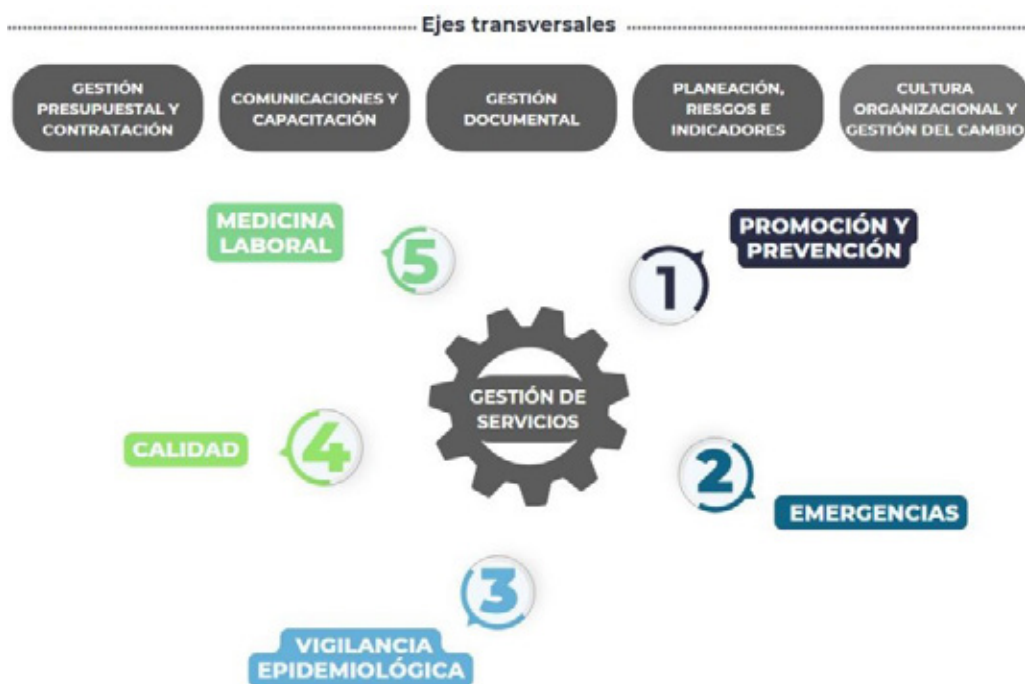 Ejes transversales
GESTIÓN
PRESUPUESTAL Y
CONTRATACIÓN
COMUNICACIONES Y
CAPACITACIÓN
GESTIÓN
DOCUMENTAL
PLANEACIÓN,
RIESGOS E
INDICADORES
CULTURA
ORGANIZACIONAL Y
GESTIÓN DEL CAMBIO
MEDICINA
LABORAL
5
1
PROMOCIÓN Y
PREVENCIÓN
GESTIÓN DE
SERVICIOS
CALIDAD
4
2
EMERGENCIAS
3
VIGILANCIA
EPIDEMIOLÓGICA